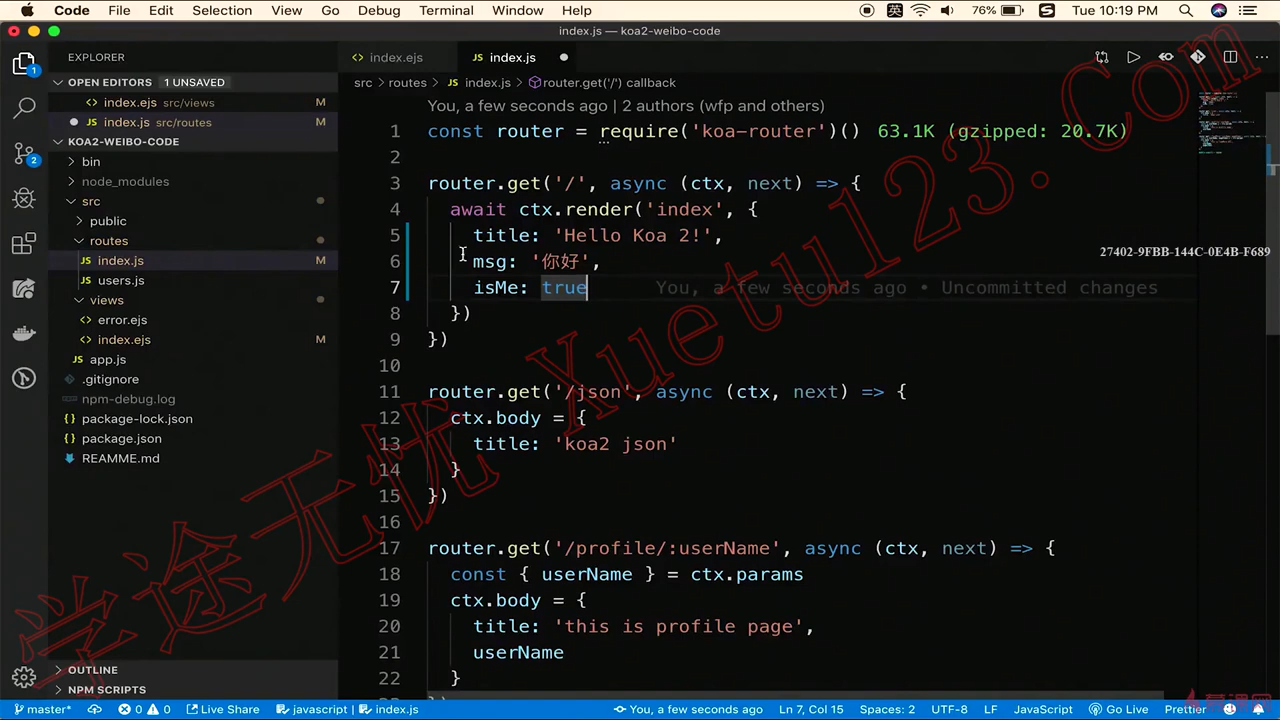 Code File Edit Selection View Go Debug Terminal Window Help
英 76% Tue 10:19 PM
index.js — koa2-weibo-code
EXPLORER
index.ejs
index.js
OPEN EDITORS 1 UNSAVED
src › routes › index.js › router.get('/') callback
index.ejs src/views M
index.js src/routes M
KOA2-WEIBO-CODE
bin
node_modules
src
public
routes
index.js M
users.js
views
error.ejs
index.ejs M
app.js
.gitignore
npm-debug.log
package-lock.json
package.json
REAMME.md
OUTLINE
NPM SCRIPTS
You, a few seconds ago | 2 authors (wfp and others)
1 const router = require('koa-router')() 63.1K (gzipped: 20.7K)
2
3 router.get('/', async (ctx, next) => {
4 await ctx.render('index', {
5 title: 'Hello Koa 2!',
6 msg: '你好',
7 isMe: true You, a few seconds ago • Uncommitted changes
8 })
9 })
10
11 router.get('/json', async (ctx, next) => {
12 ctx.body = {
13 title: 'koa2 json'
14 }
15 })
16
17 router.get('/profile/:userName', async (ctx, next) => {
18 const { userName } = ctx.params
19 ctx.body = {
20 title: 'this is profile page',
21 userName
22 }
27402-9FBB-144C-0E4B-F689
学途无忧 Xuetu123.Com
master* 0 0 Live Share javascript | index.js You, a few seconds ago Ln 7, Col 15 Spaces: 2 UTF-8 LF JavaScript Go Live Prettier